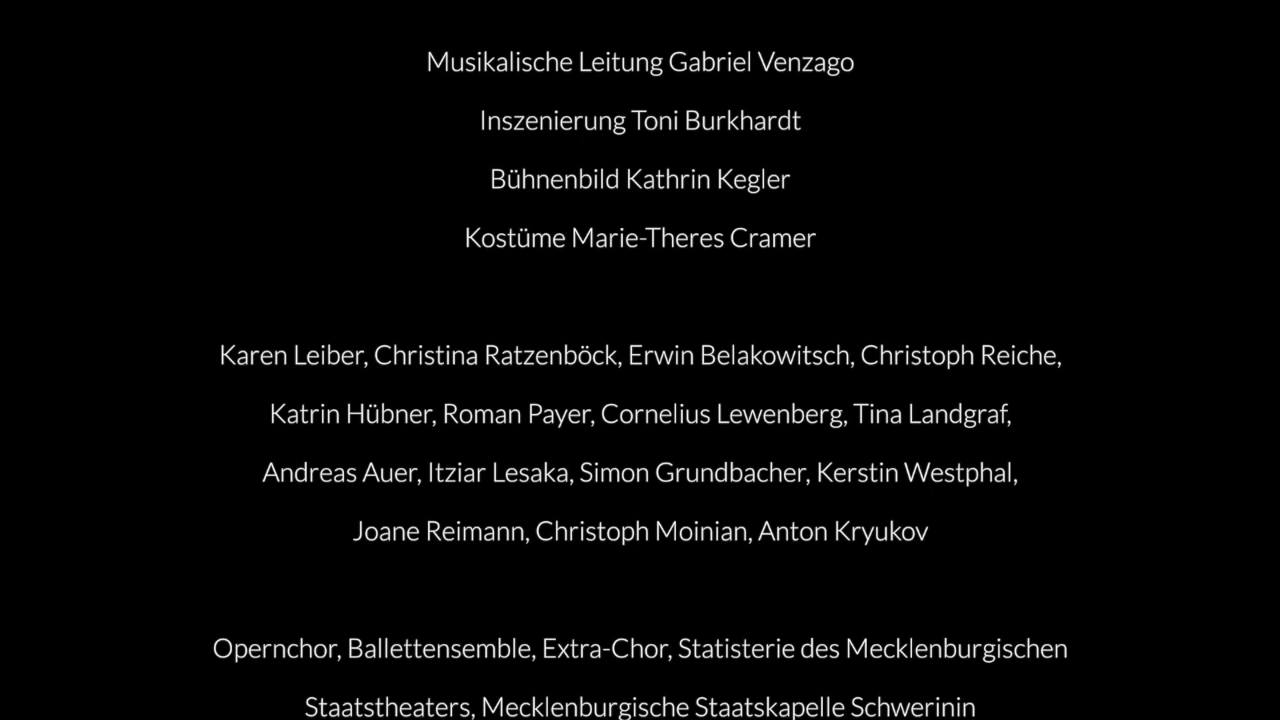 Musikalische Leitung Gabriel Venzago
Inszenierung Toni Burkhardt
Bühnenbild Kathrin Kegler
Kostüme Marie-Theres Cramer
Karen Leiber, Christina Ratzenböck, Erwin Belakowitsch, Christoph Reiche,
Katrin Hübner, Roman Payer, Cornelius Lewenberg, Tina Landgraf,
Andreas Auer, Itziar Lesaka, Simon Grundbacher, Kerstin Westphal,
Joane Reimann, Christoph Moinian, Anton Kryukov
Opernchor, Ballettensemble, Extra-Chor, Statisterie des Mecklenburgischen
Staatstheaters, Mecklenburgische Staatskapelle Schwerinin